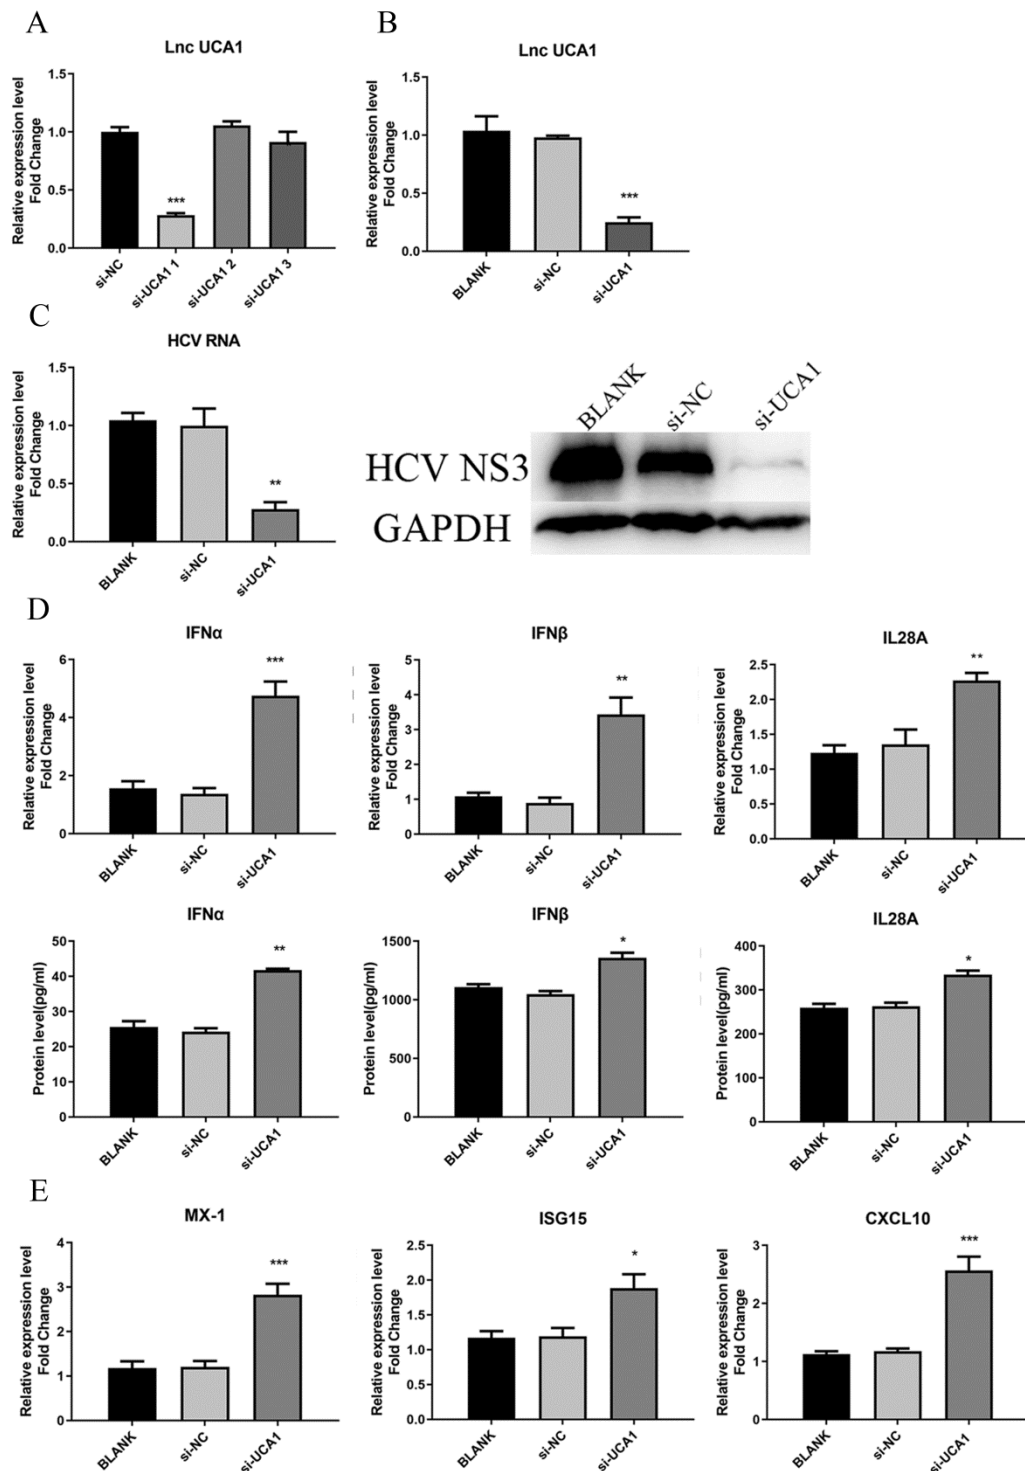 A
Lnc UCA1
Relative expression level
Fold Change
1.5
1.0
0.5
0.0
***
si-NC
si-UCA1 1
si-UCA1 2
si-UCA1 3
B
Lnc UCA1
Relative expression level
Fold Change
1.5
1.0
0.5
0.0
***
BLANK
si-NC
si-UCA1
C
HCV RNA
Relative expression level
Fold Change
1.5
1.0
0.5
0.0
**
BLANK
si-NC
si-UCA1
BLANK
si-NC
si-UCA1
HCV NS3
GAPDH
D
IFNα
Relative expression level
Fold Change
6
4
2
0
***
BLANK
si-NC
si-UCA1
IFNβ
Relative expression level
Fold Change
5
4
3
2
1
0
**
BLANK
si-NC
si-UCA1
IL28A
Relative expression level
Fold Change
2.5
2.0
1.5
1.0
0.5
0.0
**
BLANK
si-NC
si-UCA1
IFNα
Protein level(pg/ml)
50
40
30
20
10
0
**
BLANK
si-NC
si-UCA1
IFNβ
Protein level(pg/ml)
1500
1000
500
0
*
BLANK
si-NC
si-UCA1
IL28A
Protein level(pg/ml)
400
300
200
100
0
*
BLANK
si-NC
si-UCA1
E
MX-1
Relative expression level
Fold Change
4
3
2
1
0
***
BLANK
si-NC
si-UCA1
ISG15
Relative expression level
Fold Change
2.5
2.0
1.5
1.0
0.5
0.0
*
BLANK
si-NC
si-UCA1
CXCL10
Relative expression level
Fold Change
3
2
1
0
***
BLANK
si-NC
si-UCA1